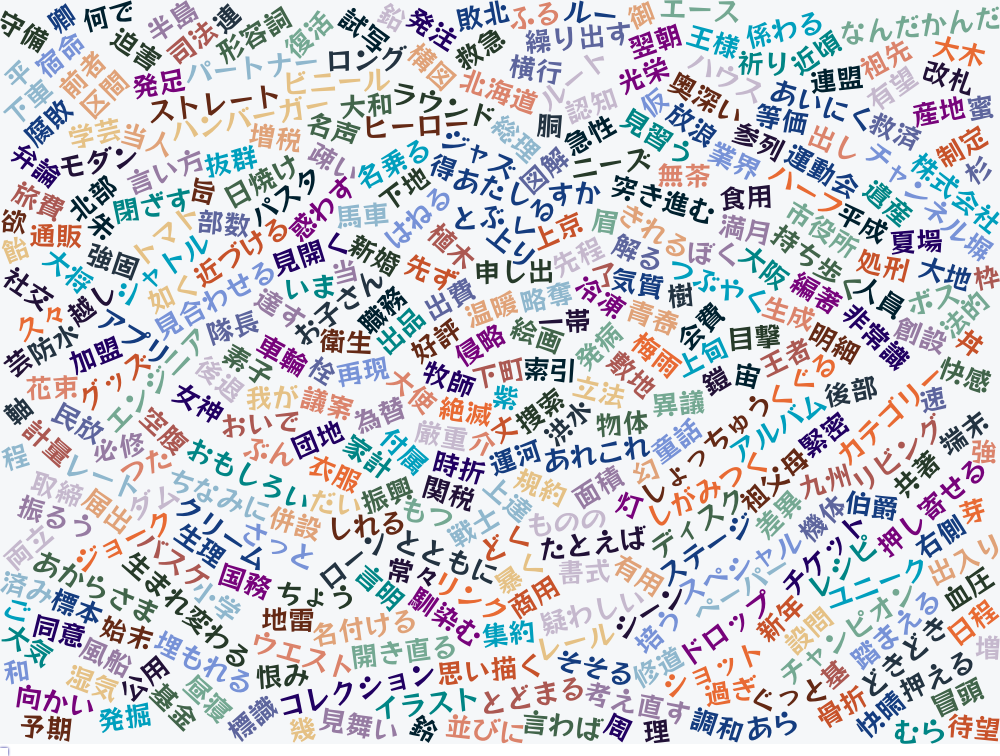 守備
卿
何で
半島
連
司法
迫害
形容詞
復活
試写
鉛
発注
敗北
ふる
ルー
御
エース
繰り出す
翌朝
王様
係わる
なんだかんだ
平
宿命
前者
区間
下車
発足
パートナー
ロング
横図
救急
横行
ルート
光栄
ハウス
祈り
近頃
連盟
祖先
大木
改札
有望
産地
蜜
腐敗
ストレート
ビニール
北海道
認知
仮
奥深い
放浪
あいにく
等価
救済
学芸
当
イ
ハンバーガー
大和
ラウンド
増税
名声
ヒーロー
総理
胴
急性
見習う
参列
出し
チャンネル
制定
杉
弁論
モダン
言い方
抜群
疎い
名乗る
ジャズ
図解
ニーズ
無茶
業界
運動会
株式会社
遺産
旅費
北部
閉ざす
旨
日焼け
パスタ
惑わす
下地
得
あたし
するか
突き進む
食用
ハーフ
平成
堀
欲
通販
飴
トマト
部数
馬車
はねる
とぶく
上り
上京
眉
きれる
ぼく
満月
市役所
夏場
大将
強固
シャトル
近づける
見開く
新婚
植木
先ず
申し出
先程
解る
大阪
持ち歩く
処刑
大地
枠
社交
越し
如く
見合わせる
達す
いま
当
お子さん
職務
出費
温暖
略奪
了
冷凍
気質
樹
つぶやく
生成
編者
人員
ボス
法的
久々
防水
芸
アプリ
隊長
衛生
出品
好評
侵略
絵画
一帯
青春
会費
目撃
明細
非常識
創設
丼
加盟
グッズ
エンジニア
素子
車輪
栓
再現
後退
我が
議案
為替
大使
牧師
下町
索引
発病
敷地
梅雨
上旬
鎧
宙
王者
くぐる
快感
花束
軸
民放
女神
おいで
絶滅
紫
丈
捜索
立法
物体
異議
後部
速
計量
必修
空腹
団地
家計
付属
厳重
介
洪水
しょっちゅう
アルバム
カテゴリー
端末
程
レート
つた
ぶん
おもしろい
衣服
時折
運河
あれこれ
童話
緊密
祖父母
九州
リビング
共著
強
取締
届出
ダム
ちなみに
だい
振興
関税
上達
規約
面積
幻
灯
しがみつく
振るう
クリーム
併設
しれる
もつ
戦士
ものの
ディスク
差異
機体
伯爵
押し寄せる
芽
両立
ジョーク
生理
さっと
ローン
とともに
どく
たとえば
ステージ
スペシャル
チケット
右側
あからさま
バスケ
国務
ちょう
言明
常々
暴く
書式
有用
シーン
ペーパー
レシピ
ユニーク
出入り
済み
標本
生まれ変わる
小学
地雷
馴染む
リンク
商用
疑わしい
培う
ドロップ
新年
設問
チャンピオン
血圧
ご
大気
同意
始末
埋もれる
ウエスト
名付ける
開き直る
集約
レール
そそる
修道
ショット
踏まえる
日程
増
和
風船
湿気
公用
恨み
コレクション
思い描く
とどまる
考え直す
過ぎ
ぐっと
基
どきどき
押える
冒頭
向かい
発掘
基金
亜湿
標識
幾
見舞い
イラスト
鈴
並びに
言わば
周
理
調和
あら
骨折
快晴
むら
待望
予期